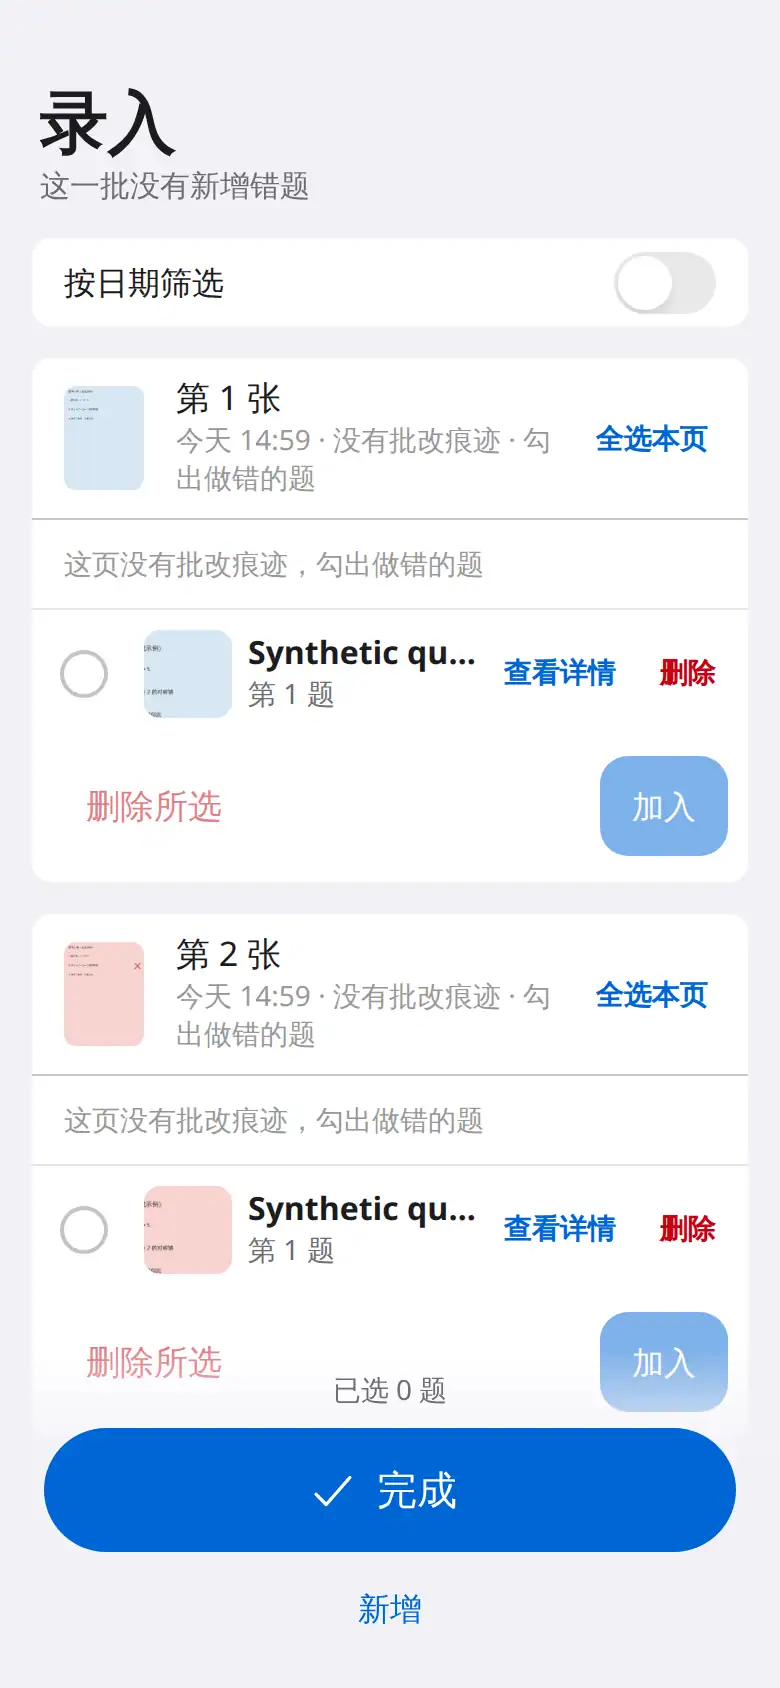 录入
这一批没有新增错题
按日期筛选
第 1 张
今天 14:59 · 没有批改痕迹 · 勾
出做错的题
全选本页
这页没有批改痕迹，勾出做错的题
Synthetic qu...
第 1 题
查看详情
删除
删除所选
加入
第 2 张
今天 14:59 · 没有批改痕迹 · 勾
出做错的题
全选本页
这页没有批改痕迹，勾出做错的题
Synthetic qu...
第 1 题
查看详情
删除
删除所选
加入
已选 0 题
完成
新增